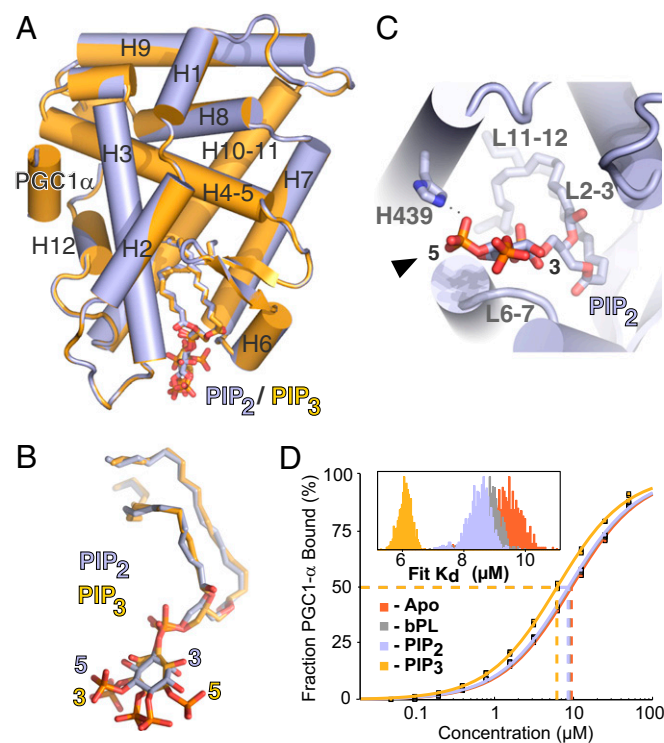 A
H9
H1
H8
H3
H10-11
H7
PGC1α
H4-5
H12
H2
H6
PIP2/ PIP3
B
PIP2
PIP3
5
3
3
5
C
L11-12
L2-3
H439
5
3
PIP2
L6-7
D
Fraction PGC1-α Bound (%)
100
75
50
25
0
6
8
10
Fit Kd (μM)
- Apo
- bPL
- PIP2
- PIP3
0.1
1
10
100
Concentration (μM)